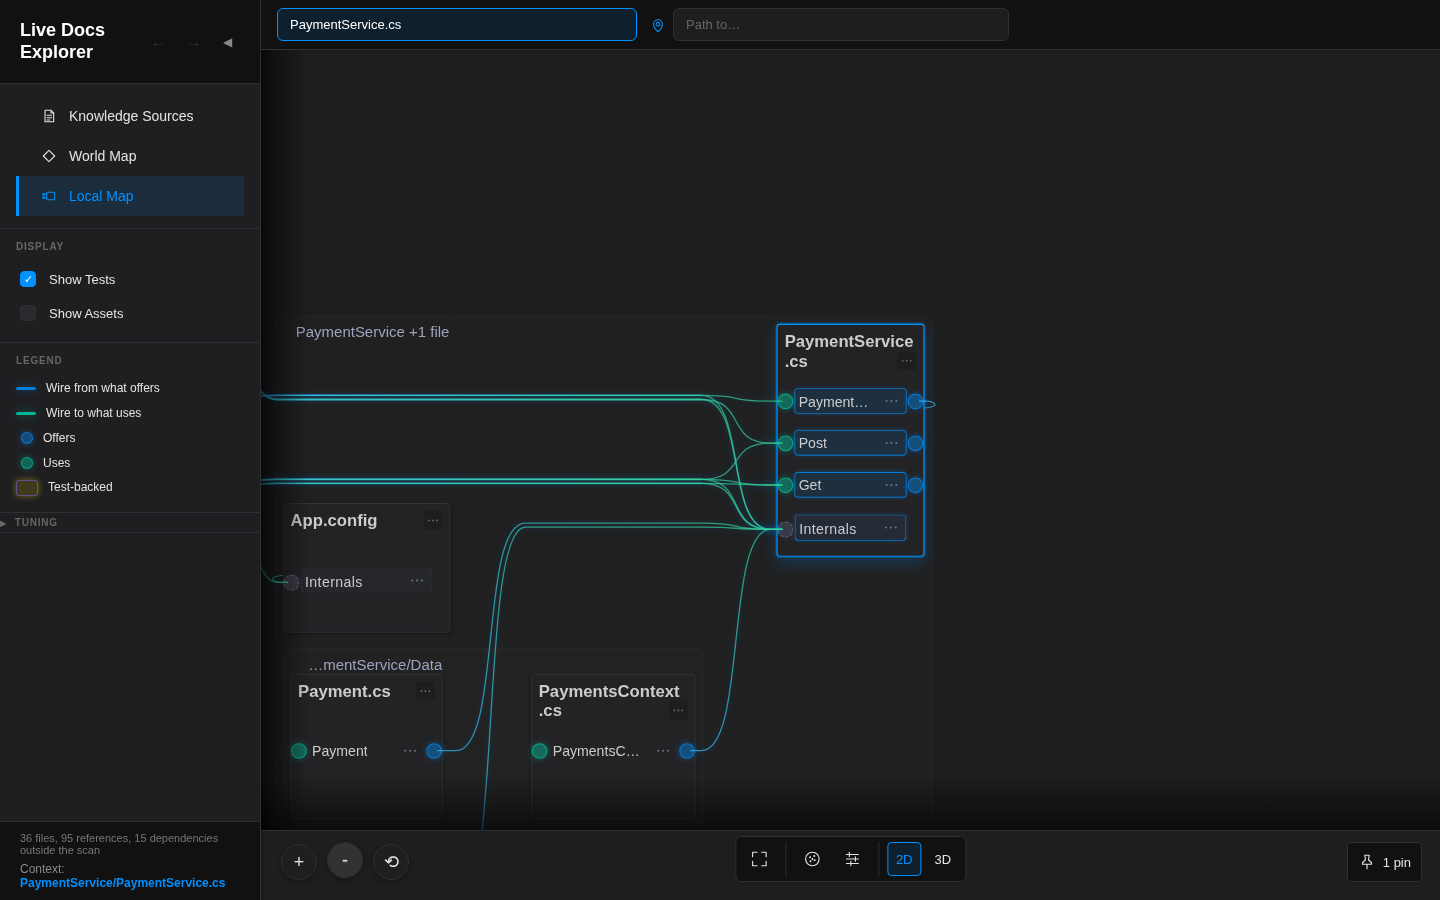 Live Docs
Explorer
PaymentService.cs
Path to…
Knowledge Sources
World Map
Local Map
DISPLAY
Show Tests
Show Assets
LEGEND
Wire from what offers
Wire to what uses
Offers
Uses
Test-backed
TUNING
36 files, 95 references, 15 dependencies
outside the scan
Context:
PaymentService/PaymentService.cs
PaymentService +1 file
PaymentService
.cs
Payment…
Post
Get
Internals
App.config
Internals
…mentService/Data
Payment.cs
Payment
PaymentsContext
.cs
PaymentsC…
+
-
2D
3D
1 pin